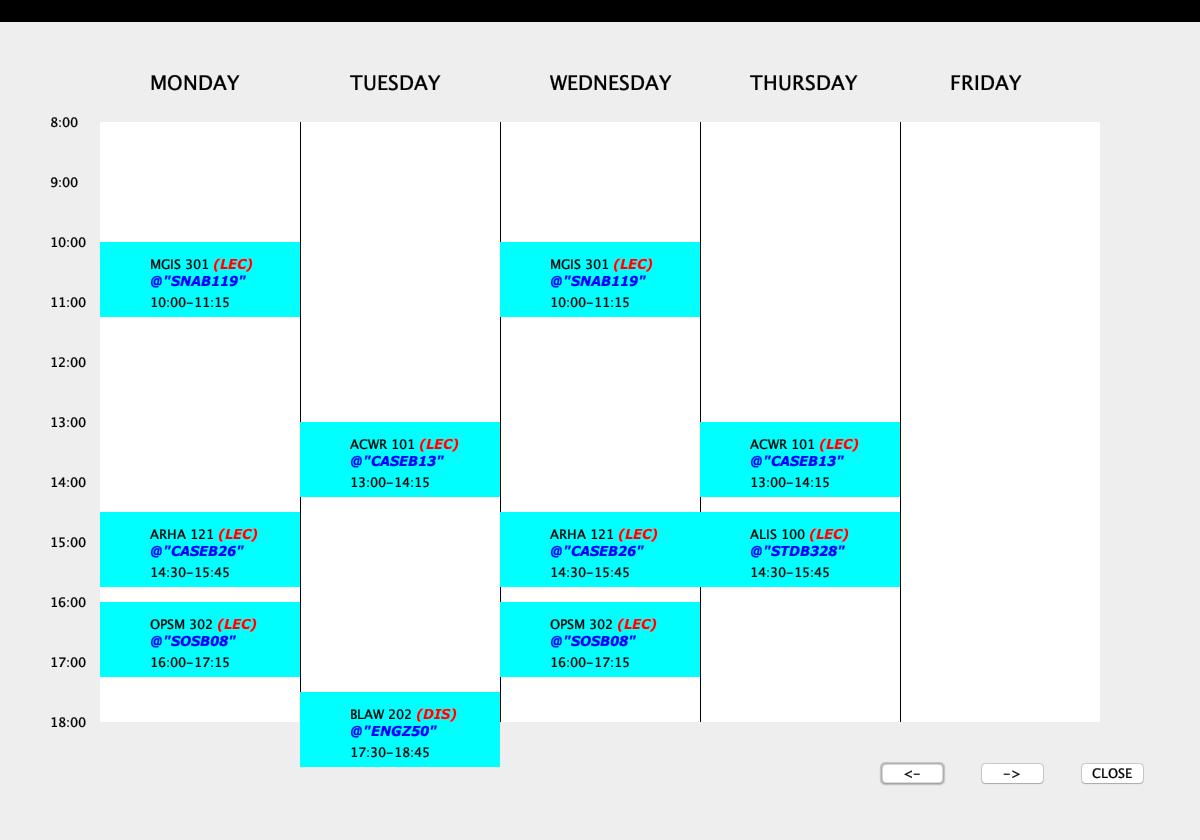 MONDAY TUESDAY WEDNESDAY THURSDAY FRIDAY
8:00
9:00
10:00
MGIS 301 (LEC)
@"SNAB119"
10:00-11:15
MGIS 301 (LEC)
@"SNAB119"
10:00-11:15
11:00
12:00
13:00
ACWR 101 (LEC)
@"CASEB13"
13:00-14:15
ACWR 101 (LEC)
@"CASEB13"
13:00-14:15
14:00
ARHA 121 (LEC)
@"CASEB26"
14:30-15:45
ARHA 121 (LEC)
@"CASEB26"
14:30-15:45
ALIS 100 (LEC)
@"STDB328"
14:30-15:45
15:00
16:00
OPSM 302 (LEC)
@"SOSB08"
16:00-17:15
OPSM 302 (LEC)
@"SOSB08"
16:00-17:15
17:00
BLAW 202 (DIS)
@"ENGZ50"
17:30-18:45
18:00
<- -> CLOSE